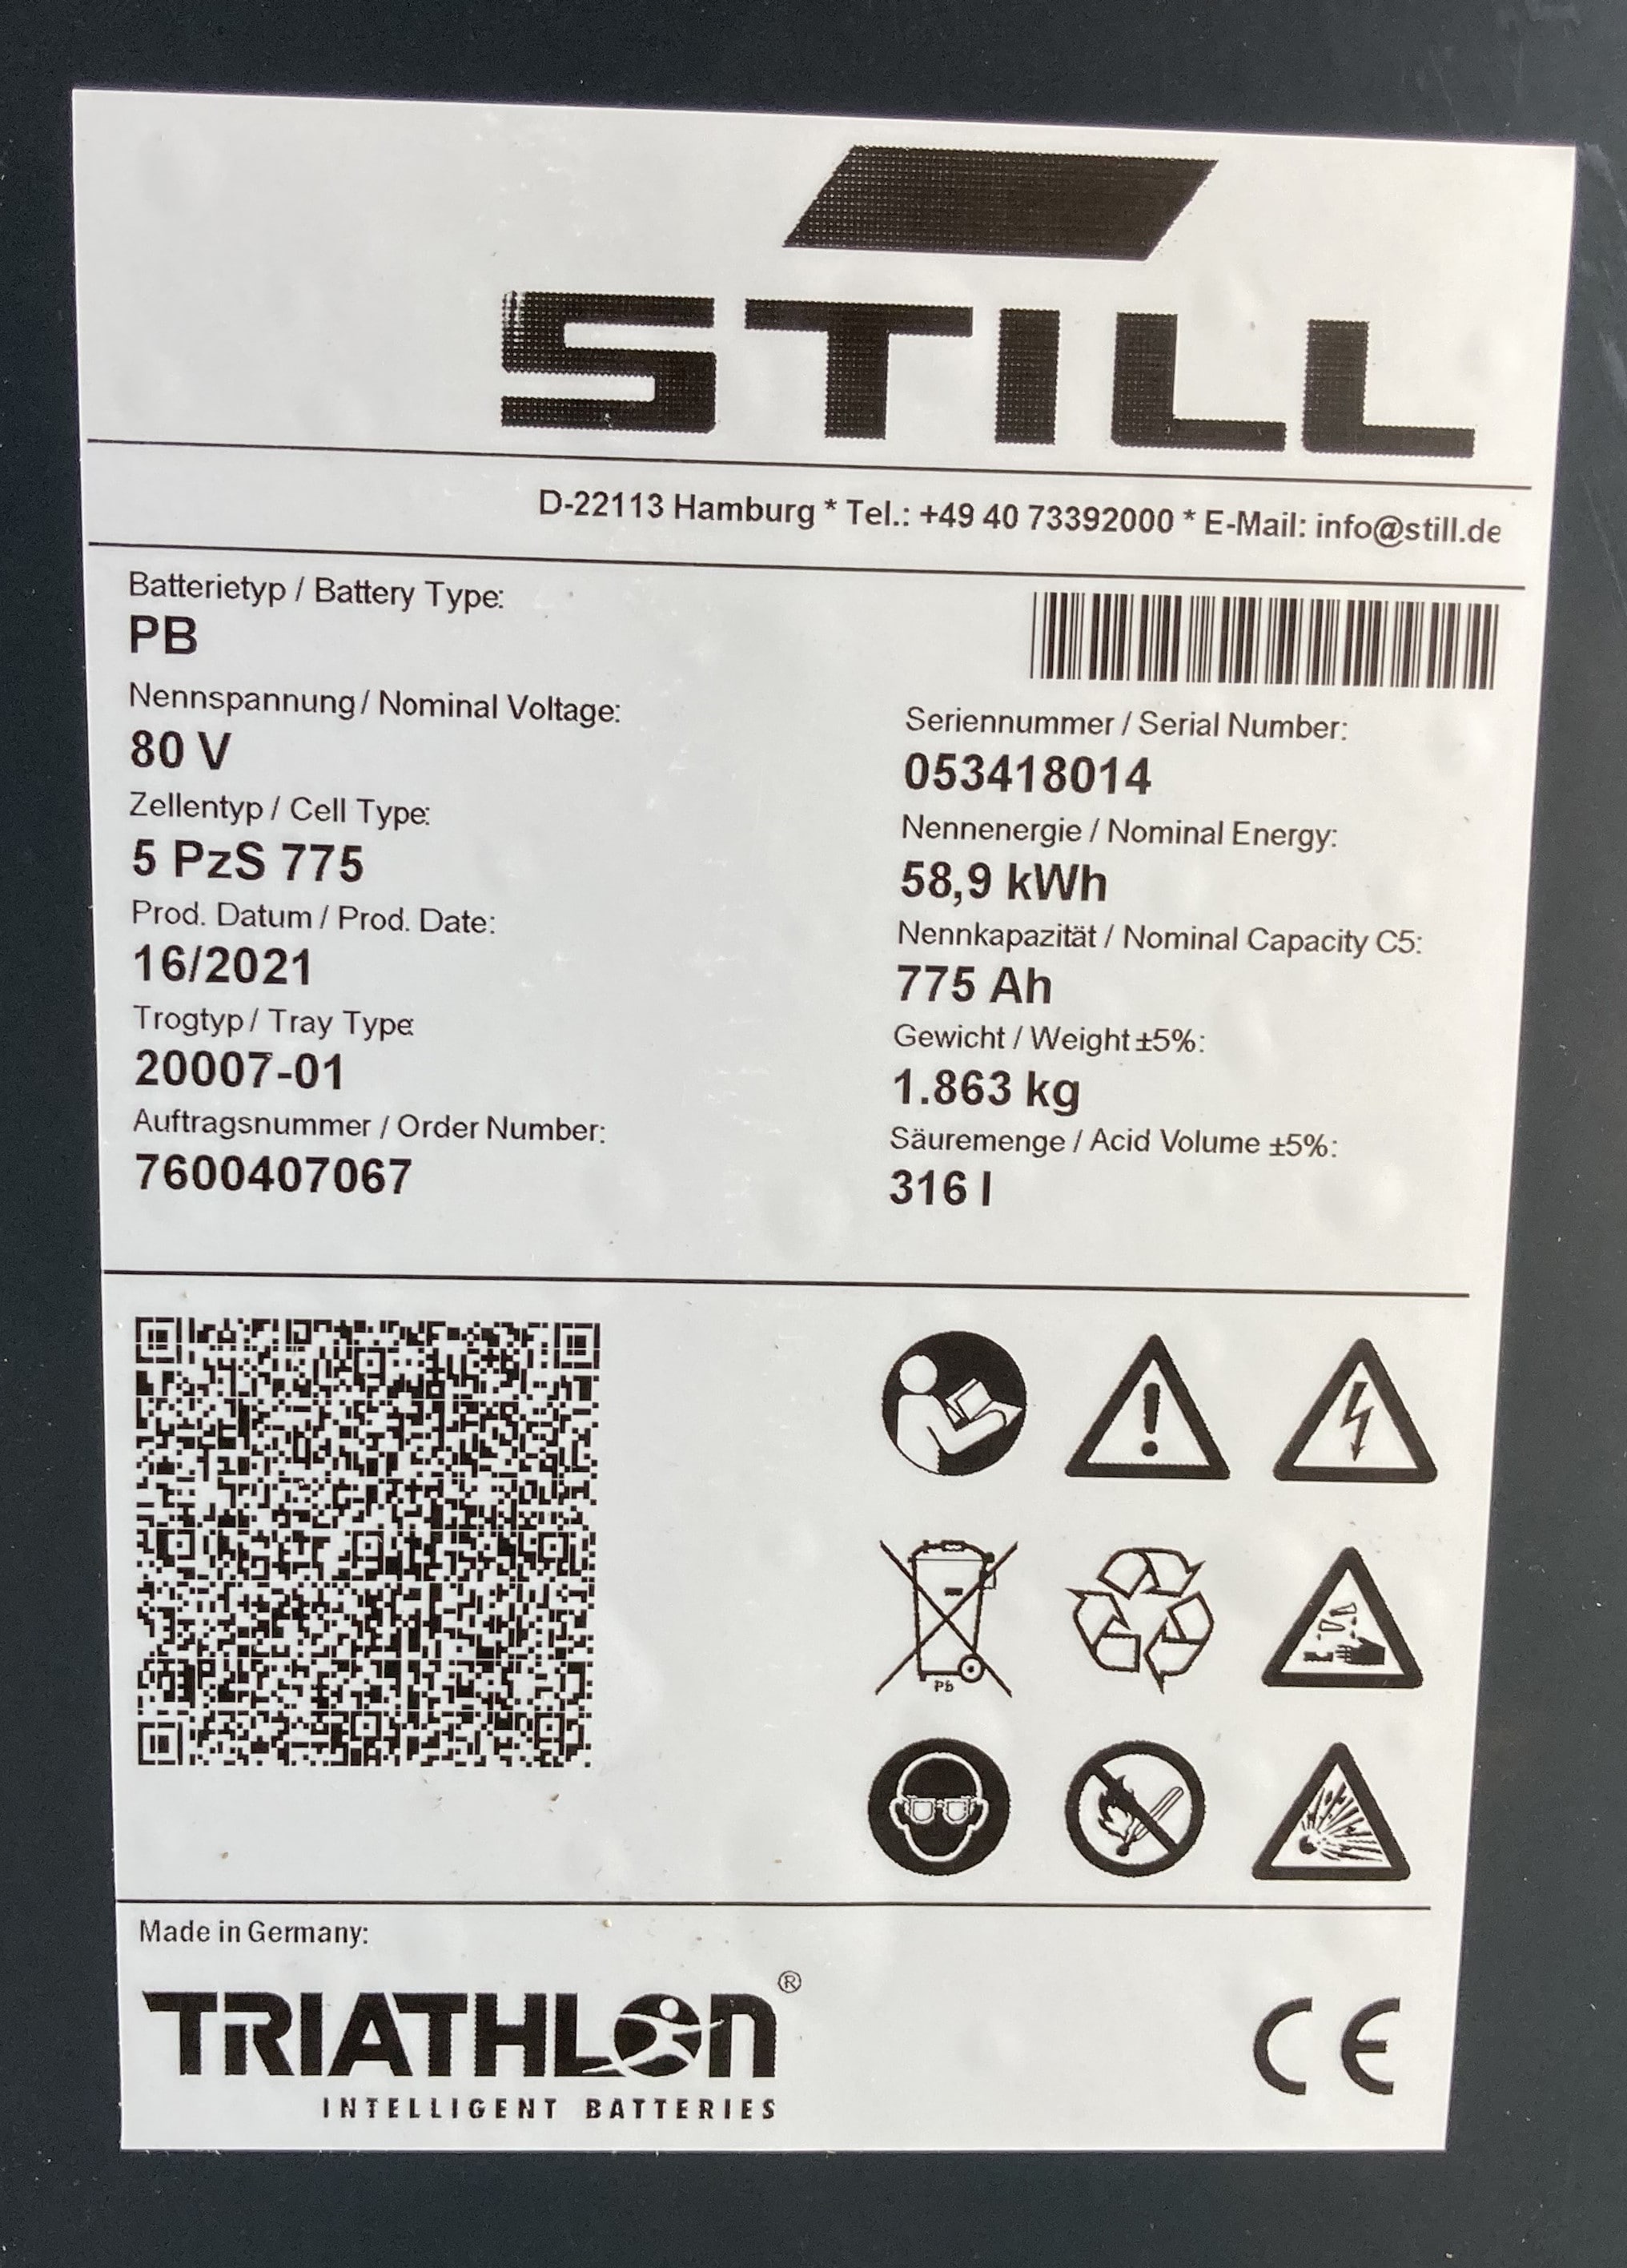 STILL
D-22113 Hamburg * Tel.: +49 40 73392000 * E-Mail: info@still.de
Batterietyp / Battery Type:
PB
Nennspannung / Nominal Voltage:
80 V
Zellentyp / Cell Type:
5 PzS 775
Prod. Datum / Prod. Date:
16/2021
Trogtyp / Tray Type:
20007-01
Auftragsnummer / Order Number:
7600407067
Seriennummer / Serial Number:
053418014
Nennenergie / Nominal Energy:
58,9 kWh
Nennkapazität / Nominal Capacity C5:
775 Ah
Gewicht / Weight ±5%:
1.863 kg
Säuremenge / Acid Volume ±5%:
316 l
Pb
Made in Germany:
TRIATHLON®
INTELLIGENT BATTERIES
CE